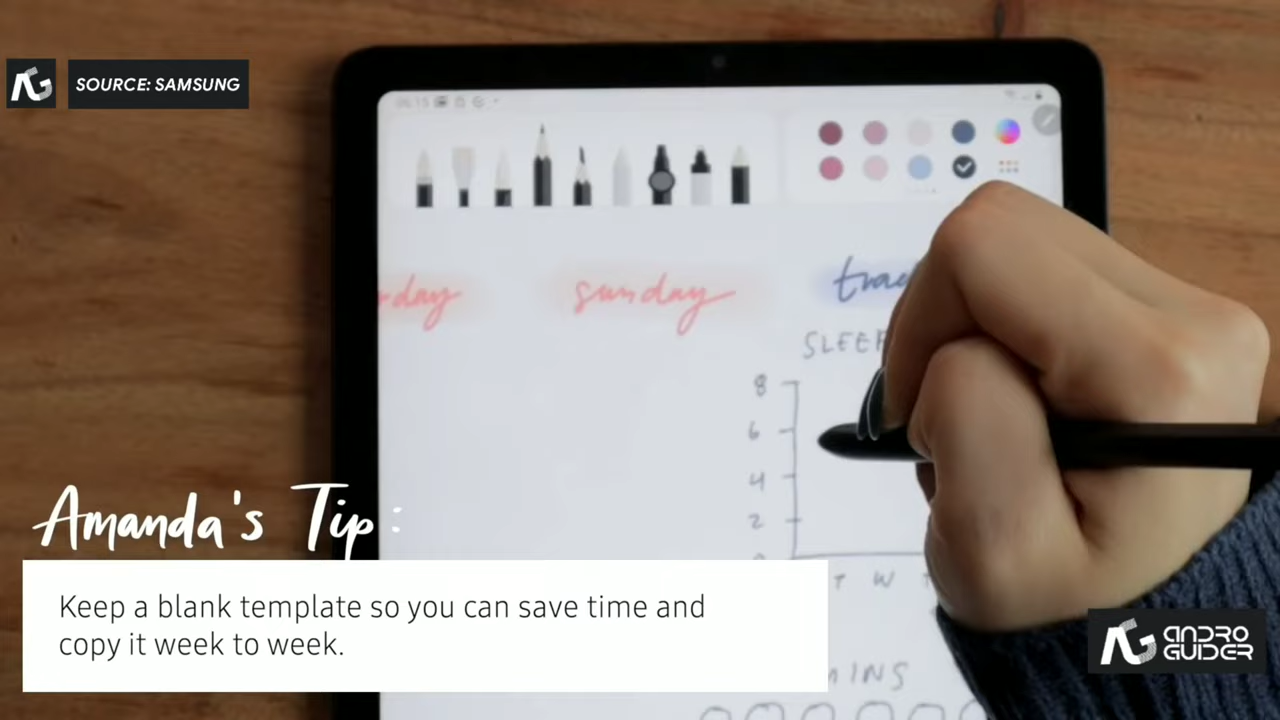 SOURCE: SAMSUNG
sunday
SLEEP
8
6
4
2
T W T
Amanda's Tip:
Keep a blank template so you can save time and
copy it week to week.
ANDRO
GUIDER